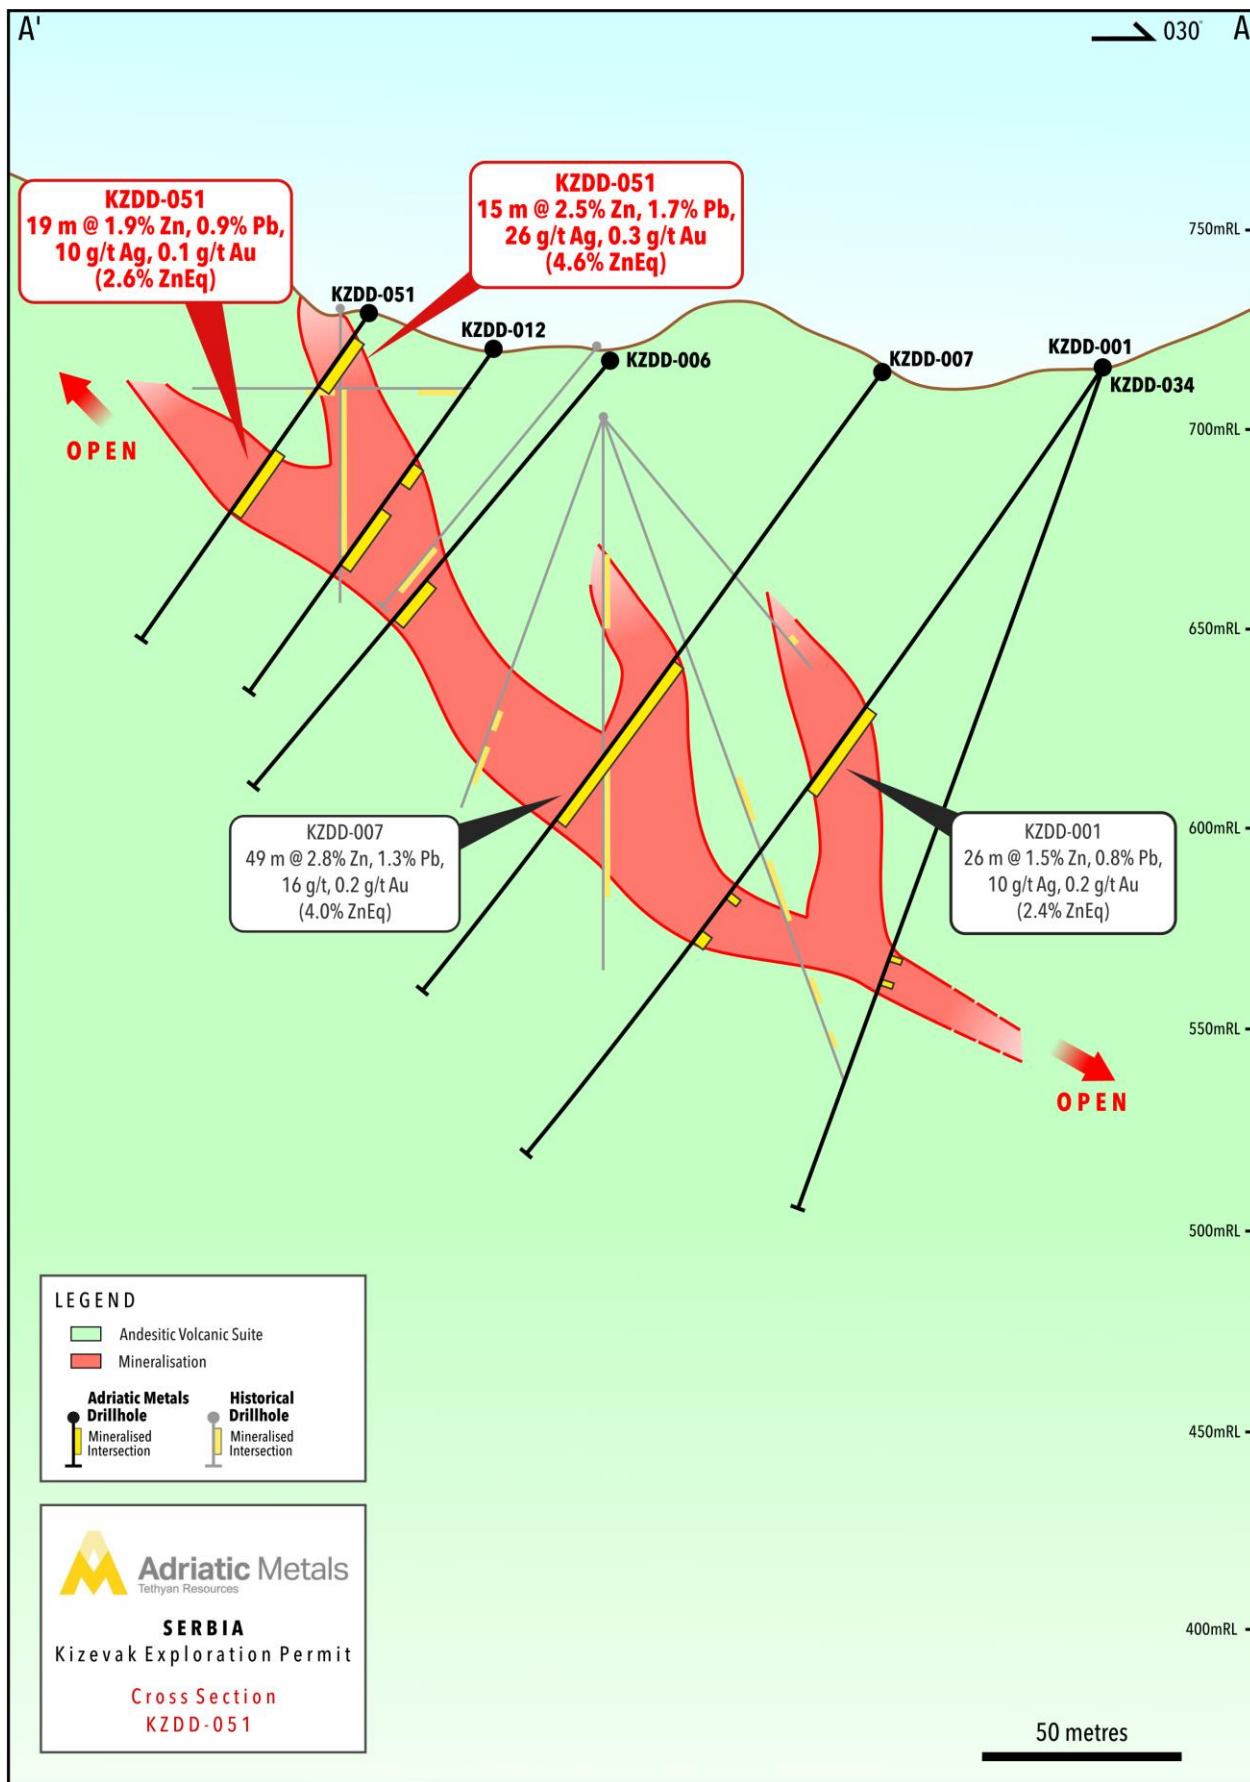 A'
030°
A
KZDD-051
19 m @ 1.9% Zn, 0.9% Pb,
10 g/t Ag, 0.1 g/t Au
(2.6% ZnEq)
KZDD-051
15 m @ 2.5% Zn, 1.7% Pb,
26 g/t Ag, 0.3 g/t Au
(4.6% ZnEq)
750mRL
KZDD-051
KZDD-012
KZDD-006
KZDD-007
KZDD-001
KZDD-034
700mRL
OPEN
650mRL
600mRL
KZDD-007
49 m @ 2.8% Zn, 1.3% Pb,
16 g/t, 0.2 g/t Au
(4.0% ZnEq)
KZDD-001
26 m @ 1.5% Zn, 0.8% Pb,
10 g/t Ag, 0.2 g/t Au
(2.4% ZnEq)
550mRL
OPEN
500mRL
LEGEND
Andesitic Volcanic Suite
Mineralisation
Adriatic Metals
Drillhole
Mineralised
Intersection
Historical
Drillhole
Mineralised
Intersection
450mRL
Adriatic Metals
Tethyan Resources
SERBIA
Kizevak Exploration Permit
Cross Section
KZDD-051
400mRL
50 metres